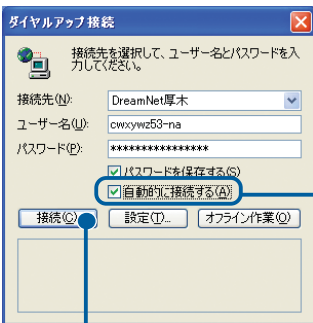 ダイヤルアップ接続
接続先を選択して、ユーザー名とパスワードを入
力してください。
接続先(N):
DreamNet厚木
ユーザー名(U):
cwxywz53-na
パスワード(P):
****************
パスワードを保存する(S)
自動的に接続する(A)
接続(C)
設定(T)...
オフライン作業(O)